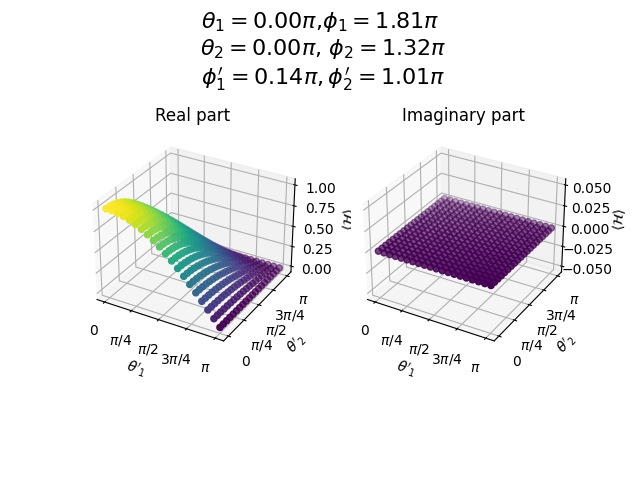 θ₁ = 0.00π,ϕ₁ = 1.81π
θ₂ = 0.00π, ϕ₂ = 1.32π
ϕ′₁ = 0.14π, ϕ′₂ = 1.01π
Real part
Imaginary part
1.00
0.75
0.50
0.25
0.00
⟨ℋ⟩
0
π/4
π/2
3π/4
π
θ′₁
0
π/4
π/2
3π/4
π
θ′₂
0.050
0.025
0.000
−0.025
−0.050
⟨ℋ⟩
0
π/4
π/2
3π/4
π
θ′₁
0
π/4
π/2
3π/4
π
θ′₂